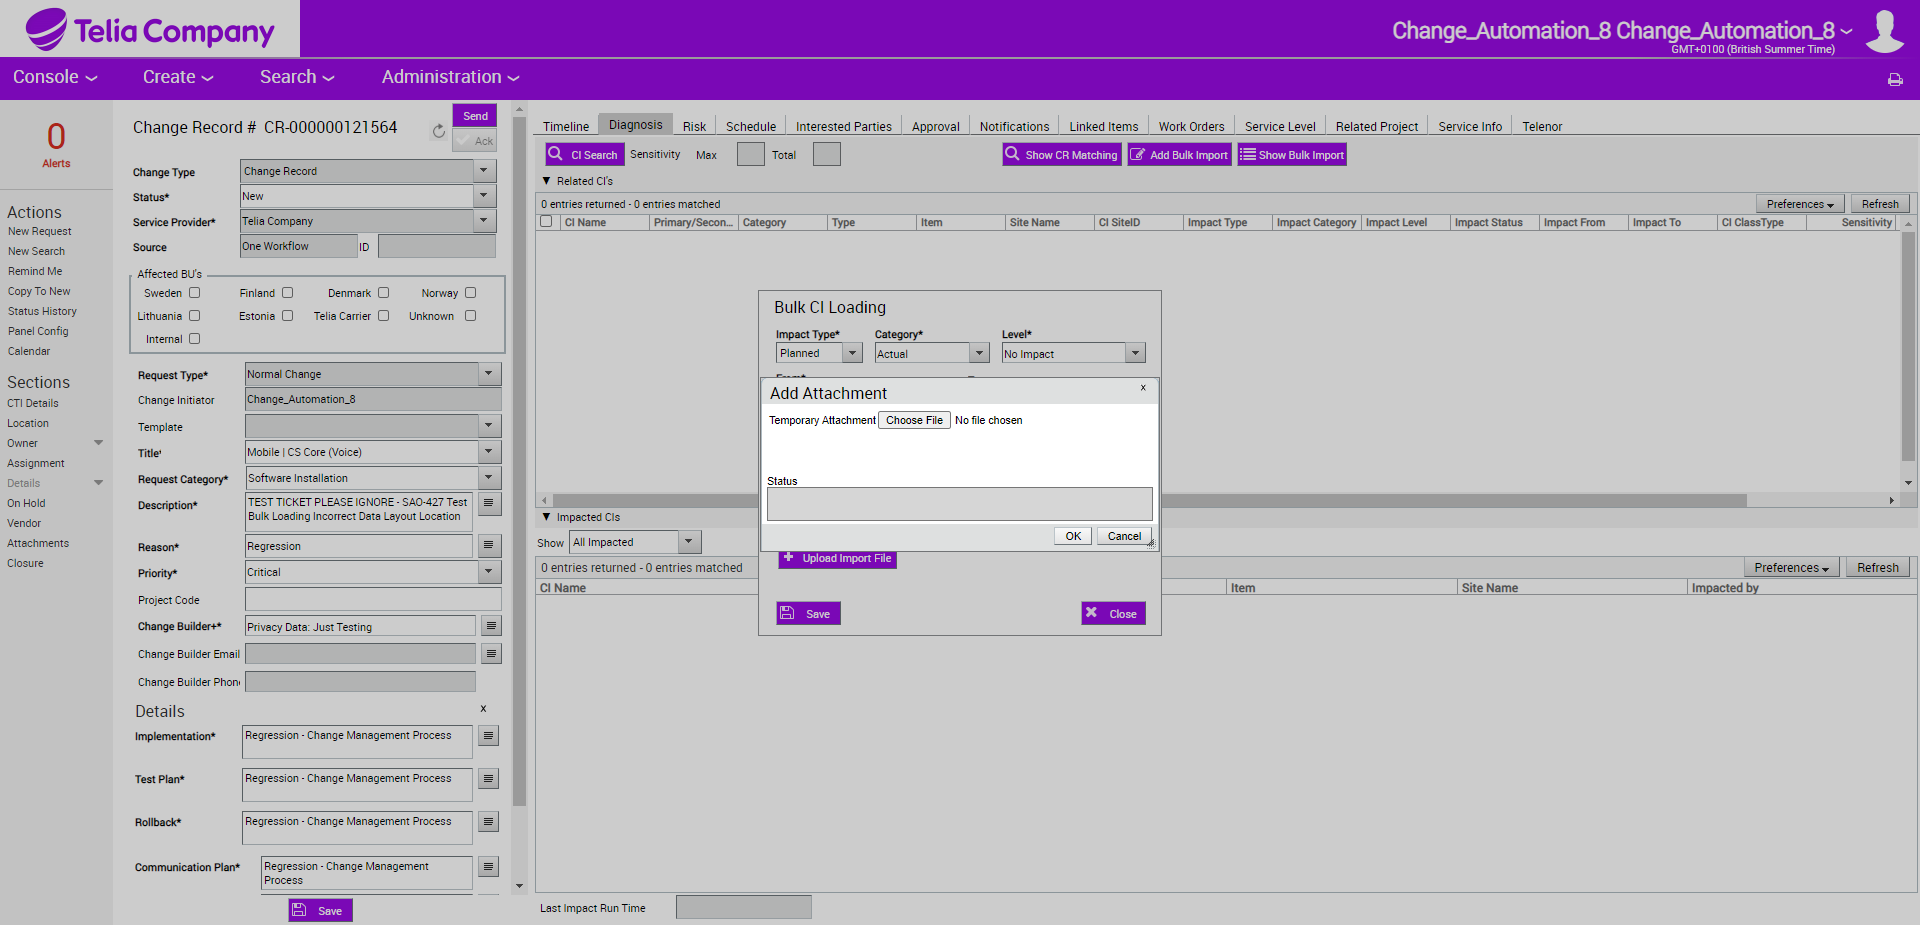 Telia Company
Change_Automation_8 Change_Automation_8
GMT+0100 (British Summer Time)
Console
Create
Search
Administration
0
Alerts
Actions
New Request
New Search
Remind Me
Copy To New
Status History
Panel Config
Calendar
Sections
CTI Details
Location
Owner
Assignment
Details
On Hold
Vendor
Attachments
Closure
Change Record # CR-000000121564
Send
Ack
Change Type Change Record
Status* New
Service Provider* Telia Company
Source One Workflow ID
Affected BU's
Sweden Finland Denmark Norway
Lithuania Estonia Telia Carrier Unknown
Internal
Request Type* Normal Change
Change Initiator Change_Automation_8
Template
Title* Mobile | CS Core (Voice)
Request Category* Software Installation
Description* TEST TICKET PLEASE IGNORE - SAO-427 Test
Bulk Loading Incorrect Data Layout Location
Reason* Regression
Priority* Critical
Project Code
Change Builder+* Privacy Data: Just Testing
Change Builder Email
Change Builder Phon
Details x
Implementation* Regression - Change Management Process
Test Plan* Regression - Change Management Process
Rollback* Regression - Change Management Process
Communication Plan* Regression - Change Management
Process
Save
Timeline Diagnosis Risk Schedule Interested Parties Approval Notifications Linked Items Work Orders Service Level Related Project Service Info Telenor
CI Search Sensitivity Max Total Show CR Matching Add Bulk Import Show Bulk Import
Related CI's
0 entries returned - 0 entries matched Preferences Refresh
CI Name Primary/Secon... Category Type Item Site Name CI SiteID Impact Type Impact Category Impact Level Impact Status Impact From Impact To CI ClassType Sensitivity
Bulk CI Loading
Impact Type* Category* Level*
Planned Actual No Impact
Add Attachment x
Temporary Attachment Choose File No file chosen
Status
OK Cancel
Upload Import File
Save Close
Impacted CIs
Show All Impacted
0 entries returned - 0 entries matched Preferences Refresh
CI Name Item Site Name Impacted by
Last Impact Run Time